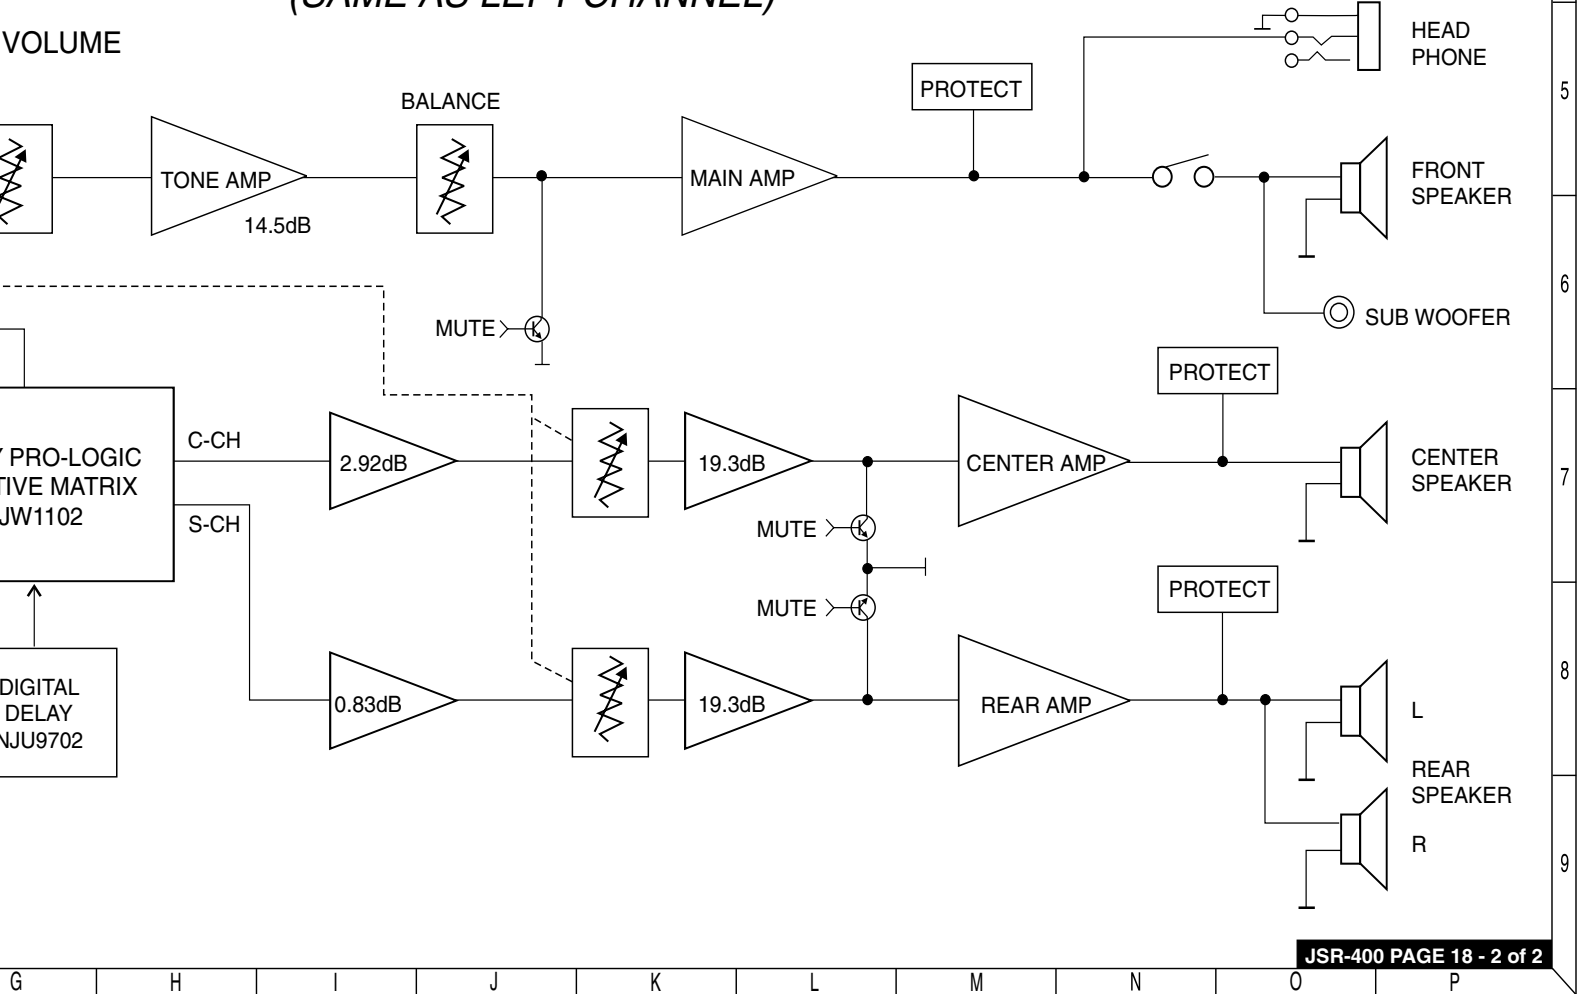 (SAME AS LEFT CHANNEL)
VOLUME
HEAD
PHONE
PROTECT
5
BALANCE
TONE AMP
MAIN AMP
FRONT
SPEAKER
14.5dB
6
MUTE
SUB WOOFER
PROTECT
C-CH
PRO-LOGIC
2.92dB
19.3dB
CENTER AMP
CENTER
SPEAKER
7
TIVE MATRIX
JW1102
S-CH
MUTE
PROTECT
MUTE
8
DIGITAL
DELAY
NJU9702
0.83dB
19.3dB
REAR AMP
L
REAR
SPEAKER
R
9
JSR-400 PAGE 18 - 2 of 2
G H I J K L M N O P